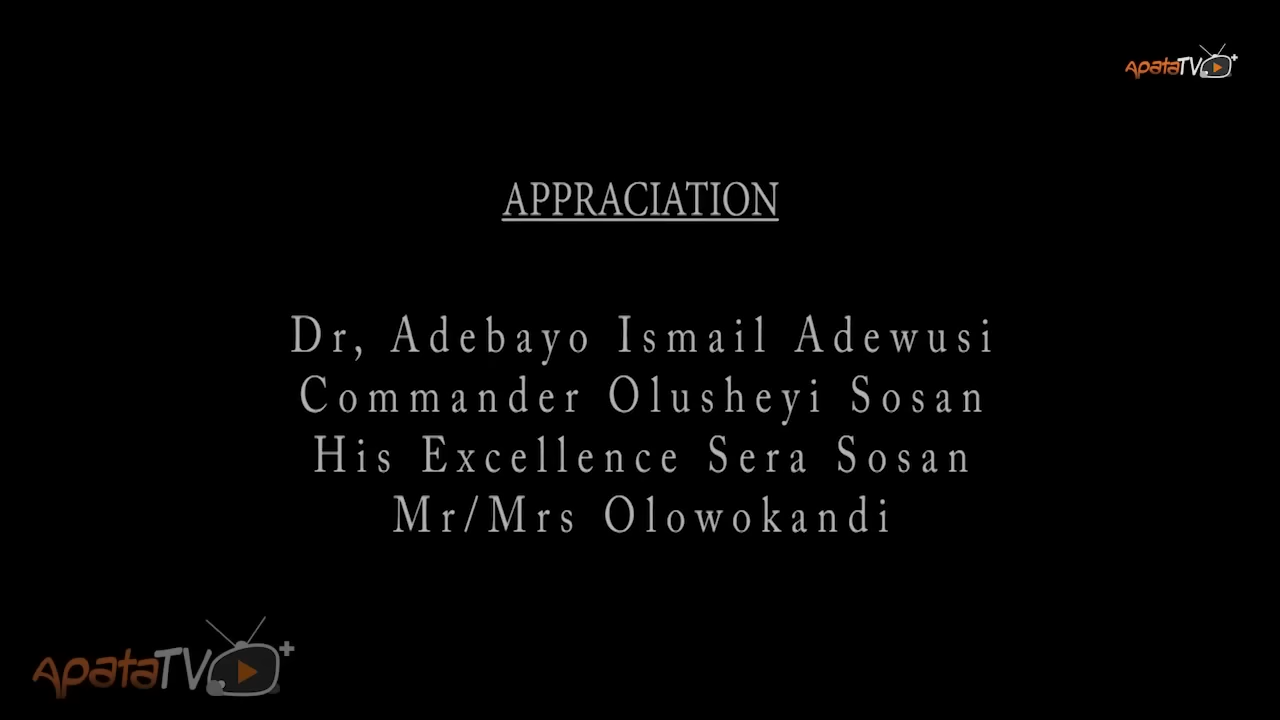 ApataTV+
APPRACIATION
Dr, Adebayo Ismail Adewusi
Commander Olusheyi Sosan
His Excellence Sera Sosan
Mr/Mrs Olowokandi
ApataTV+